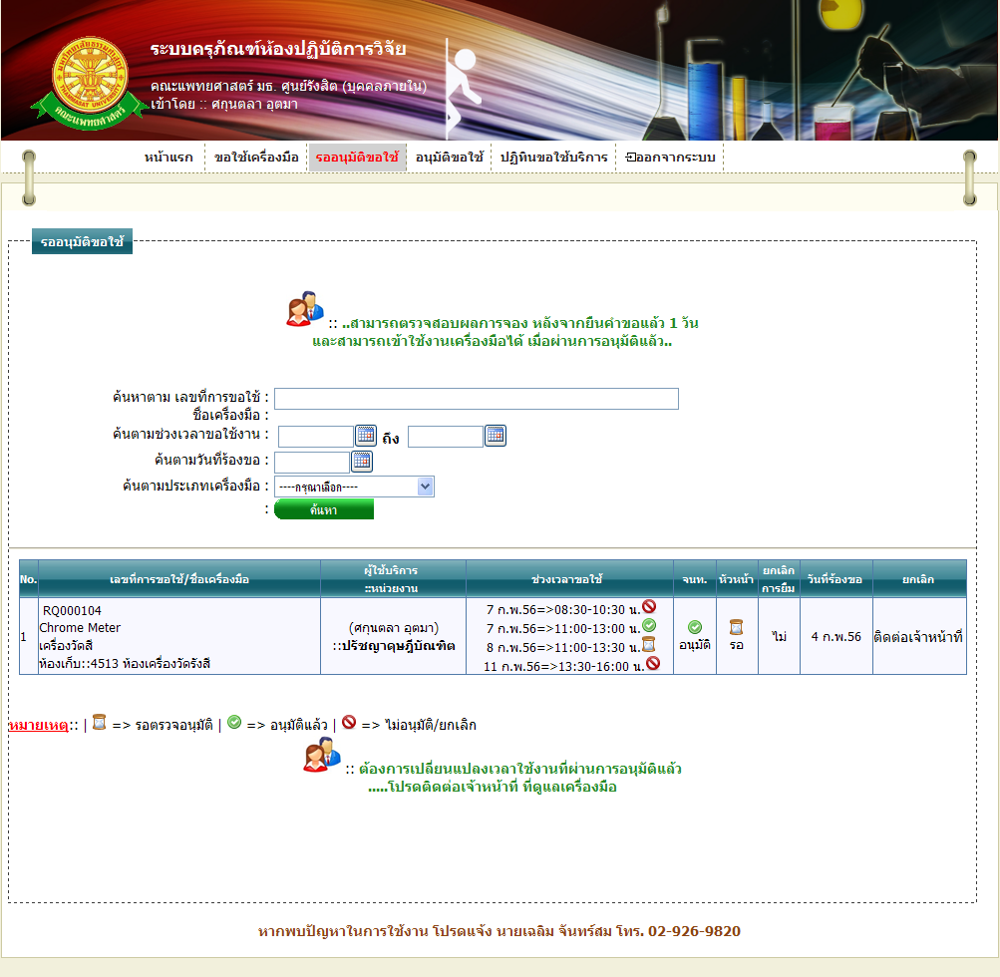 ระบบครุภัณฑ์ห้องปฏิบัติการวิจัย
คณะแพทยศาสตร์ มธ. ศูนย์รังสิต (บุคคลภายใน)
เข้าโดย :: ศกุนตลา อุตมา
มหาวิทยาลัยธรรมศาสตร์
THAMMASAT UNIVERSITY
คณะแพทยศาสตร์
หน้าแรก ขอใช้เครื่องมือ รออนุมัติขอใช้ อนุมัติขอใช้ ปฏิทินขอใช้บริการ ออกจากระบบ
รออนุมัติขอใช้
:: ..สามารถตรวจสอบผลการจอง หลังจากยืนคำขอแล้ว 1 วัน
และสามารถเข้าใช้งานเครื่องมือได้ เมื่อผ่านการอนุมัติแล้ว..
ค้นหาตาม เลขที่การขอใช้ :
ชื่อเครื่องมือ :
ค้นตามช่วงเวลาขอใช้งาน : ถึง
ค้นตามวันที่ร้องขอ :
ค้นตามประเภทเครื่องมือ : ----กรุณาเลือก----
: ค้นหา
No. เลขที่การขอใช้/ชื่อเครื่องมือ ผู้ใช้บริการ ::หน่วยงาน ช่วงเวลาขอใช้ จนท. หัวหน้า ยกเลิก การยืม วันที่ร้องขอ ยกเลิก
1
RQ000104
Chrome Meter
เครื่องวัดสี
ห้องเก็บ::4513 ห้องเครื่องวัดรังสี
(ศกุนตลา อุตมา)
::ปรัชญาดุษฎีบัณฑิต
7 ก.พ.56=>08:30-10:30 น.
7 ก.พ.56=>11:00-13:00 น.
8 ก.พ.56=>11:00-13:30 น.
11 ก.พ.56=>13:30-16:00 น.
อนุมัติ
รอ
ไม่
4 ก.พ.56
ติดต่อเจ้าหน้าที่
หมายเหตุ:: | => รอตรวจอนุมัติ | => อนุมัติแล้ว | => ไม่อนุมัติ/ยกเลิก
:: ต้องการเปลี่ยนแปลงเวลาใช้งานที่ผ่านการอนุมัติแล้ว
.....โปรดติดต่อเจ้าหน้าที่ ที่ดูแลเครื่องมือ
หากพบปัญหาในการใช้งาน โปรดแจ้ง นายเฉลิม จันทร์สม โทร. 02-926-9820